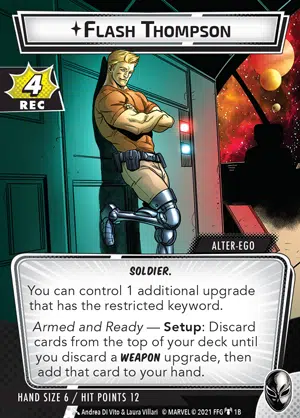 FLASH THOMPSON
4
REC
ALTER-EGO
SOLDIER.
You can control 1 additional upgrade
that has the restricted keyword.
Armed and Ready — Setup: Discard
cards from the top of your deck until
you discard a WEAPON upgrade, then
add that card to your hand.
HAND SIZE 6 / HIT POINTS 12
Andrea Di Vito & Laura Villari © MARVEL © 2021 FFG 1B